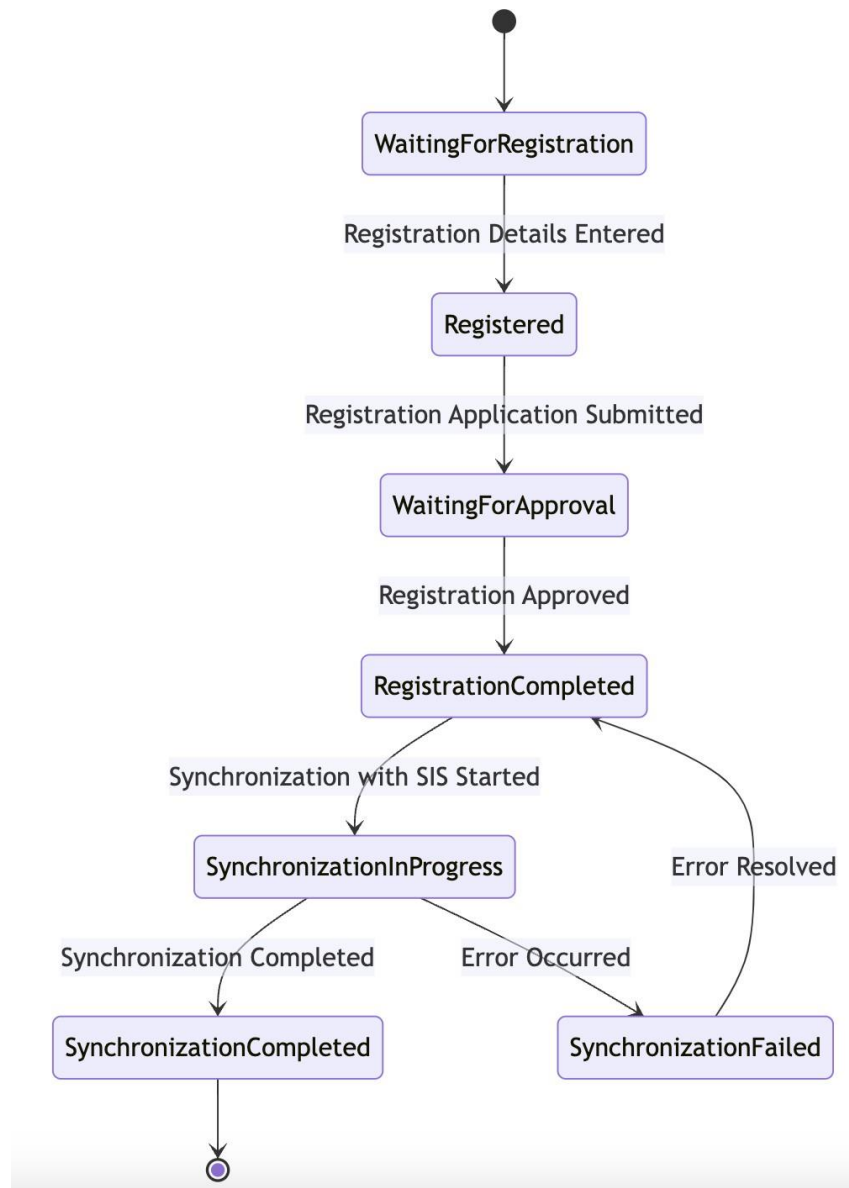 WaitingForRegistration
Registration Details Entered
Registered
Registration Application Submitted
WaitingForApproval
Registration Approved
RegistrationCompleted
Synchronization with SIS Started
SynchronizationInProgress
Error Resolved
Synchronization Completed
Error Occurred
SynchronizationCompleted
SynchronizationFailed